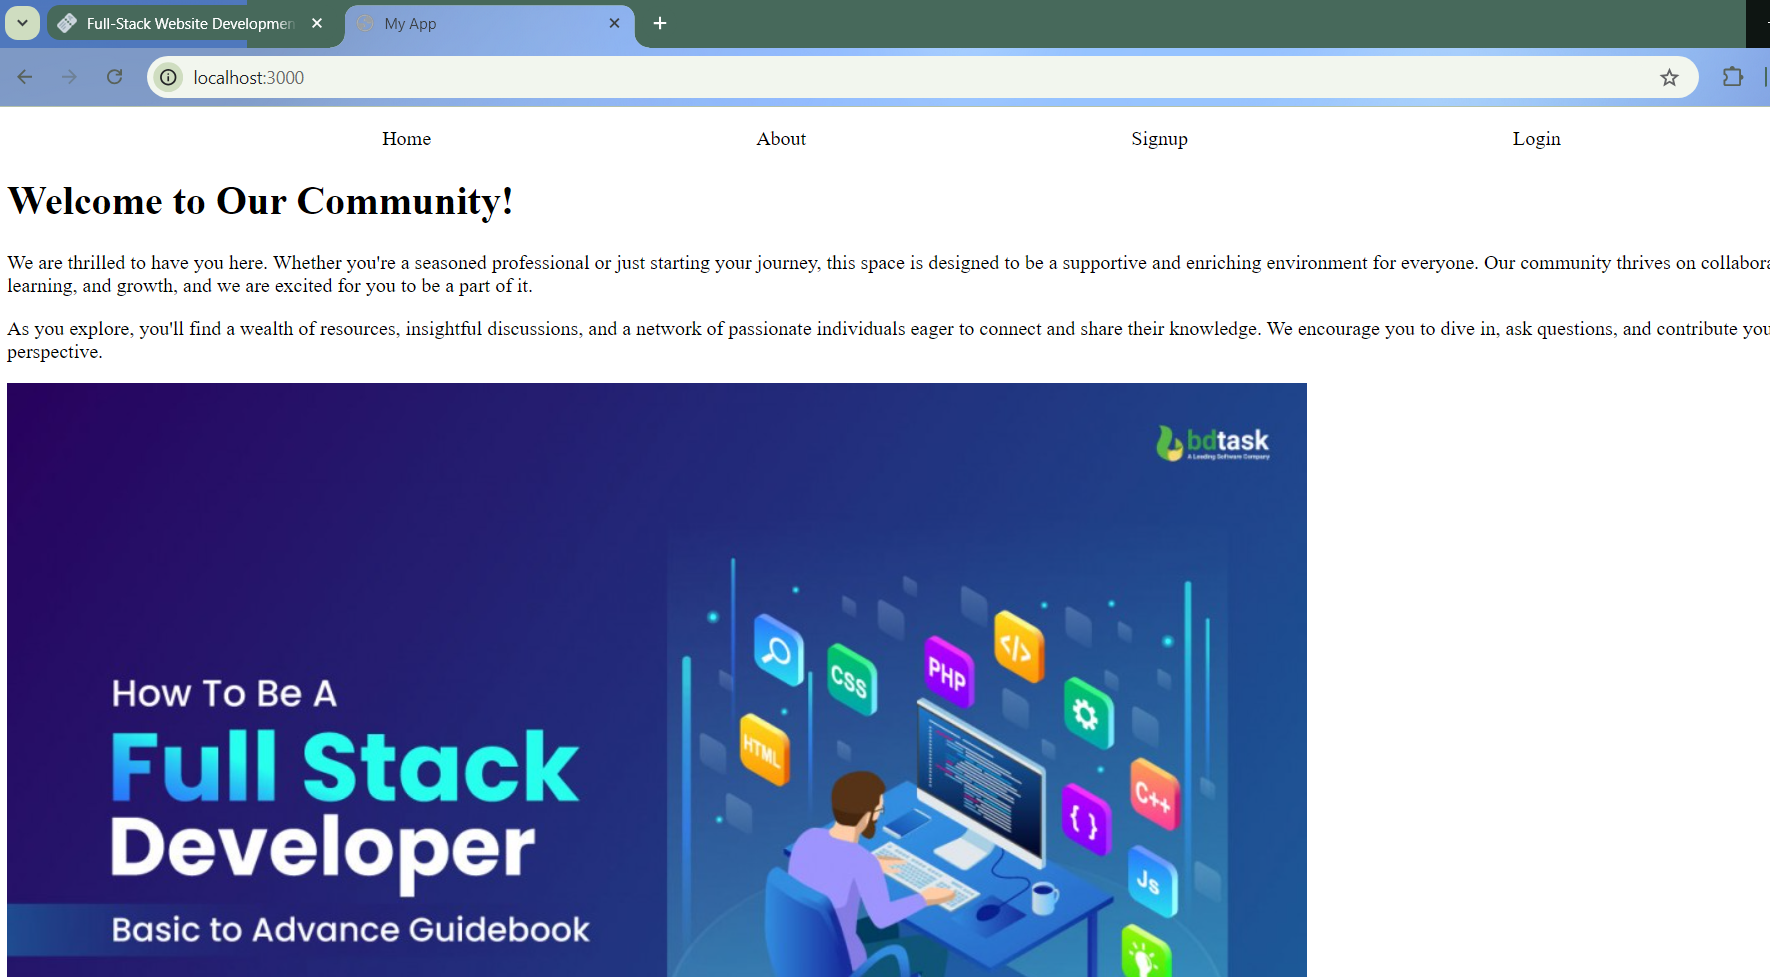 Full-Stack Website Developmen
My App
localhost:3000
Home About Signup Login
Welcome to Our Community!
We are thrilled to have you here. Whether you're a seasoned professional or just starting your journey, this space is designed to be a supportive and enriching environment for everyone. Our community thrives on collabora
learning, and growth, and we are excited for you to be a part of it.
As you explore, you'll find a wealth of resources, insightful discussions, and a network of passionate individuals eager to connect and share their knowledge. We encourage you to dive in, ask questions, and contribute you
perspective.
bdtask
A Leading Software Company
How To Be A
Full Stack
Developer
Basic to Advance Guidebook
</>
PHP
CSS
HTML
C++
{ }
Js